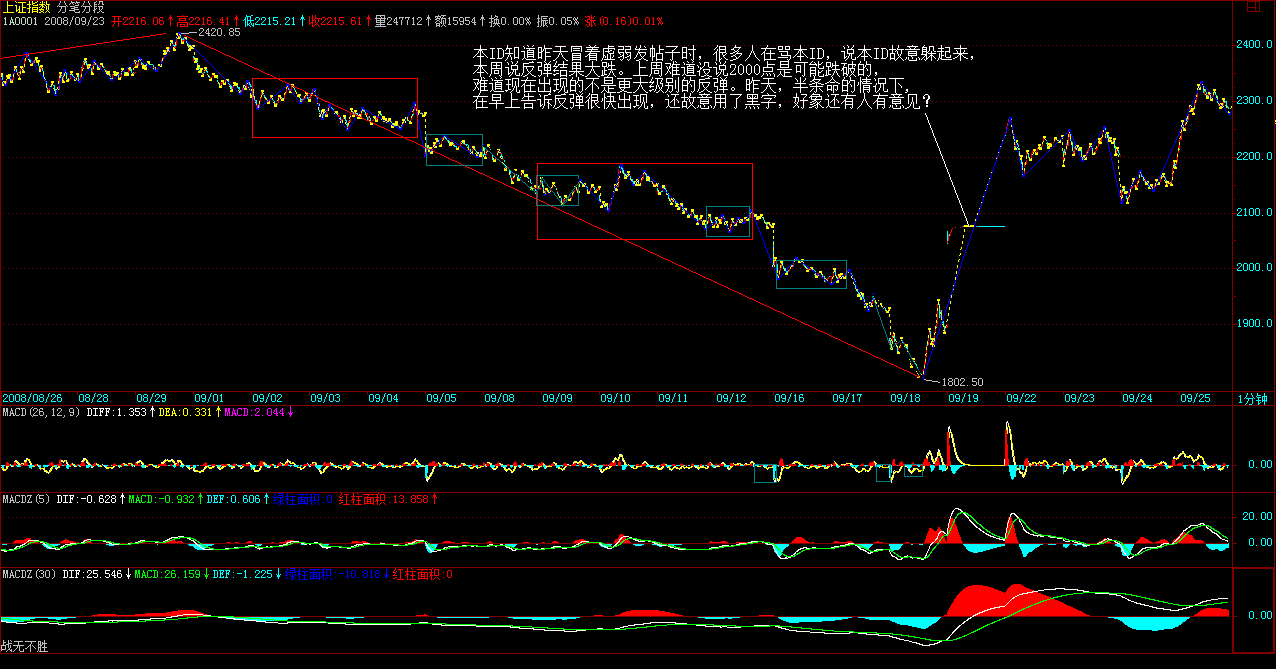 上证指数 分笔分段
1A0001 2008/09/23 开2218.08↑高2218.41↑低2215.21↑收2215.81↑量247712↑额15954↑换0.00% 振0.05% 涨(0.18)0.01%
2420.85
本ID知道昨天冒着虚弱发帖子时，很多人在骂本ID，说本ID故意躲起来，
本周说反弹结果大跌。上周难道没说2000点是可能跌破的，
难道现在出现的不是更大级别的反弹。昨天，半条命的情况下，
在早上告诉反弹很快出现，还故意用了黑字；好象还有人有意见？
2400.0
2300.0
2200.0
2100.0
2000.0
1900.0
1802.50
2008/08/26 08/28 08/29 09/01 09/02 09/03 09/04 09/05 09/08 09/09 09/10 09/11 09/12 09/16 09/17 09/18 09/19 09/22 09/23 09/24 09/25 1分钟
MACD(26,12,9) DIFF:1.353↑DEA:0.331↑MACD:2.044↓
0.00
MACDZ(5) DIF:-0.628↑MACD:-0.932↑DEF:0.606↑绿柱面积:0 红柱面积:13.858↑
20.00
0.00
MACDZ(30) DIF:25.546↓MACD:26.159↓DEF:-1.225↓绿柱面积:-10.818↓红柱面积:0
0.00
战无不胜